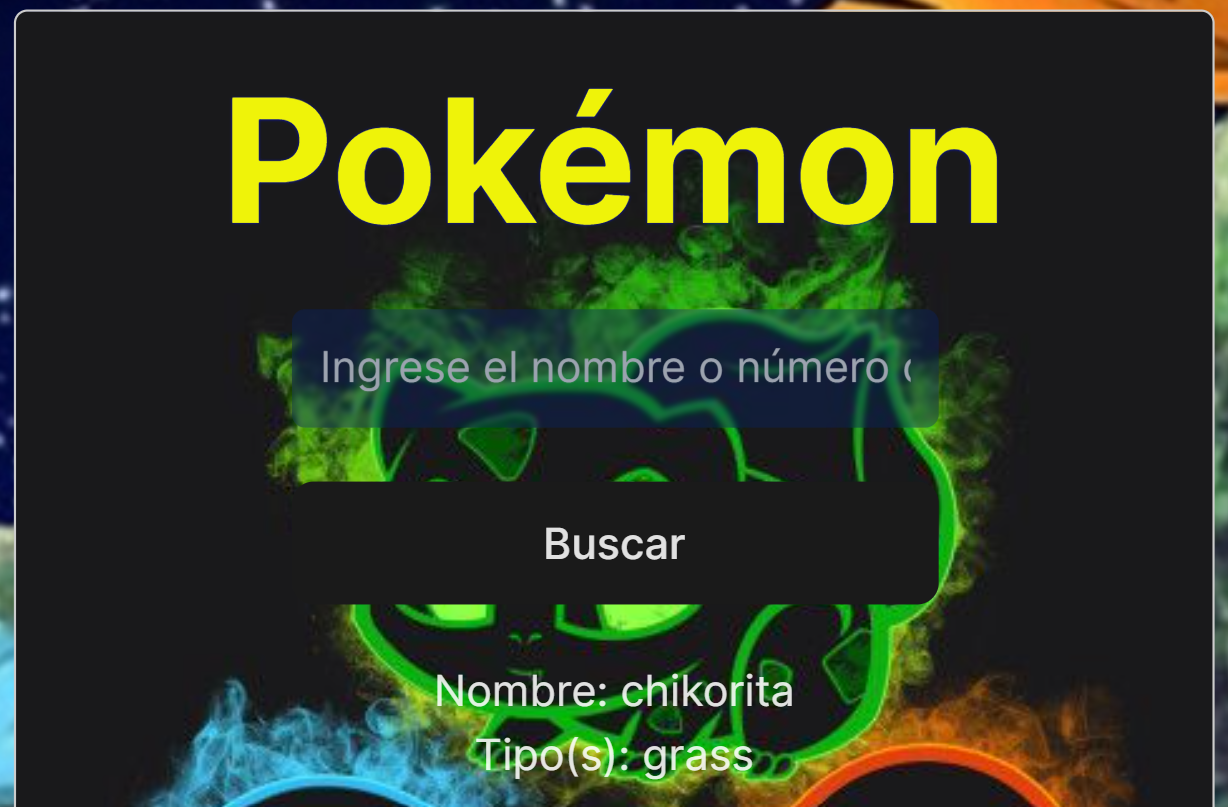 Pokémon
Ingrese el nombre o número
Buscar
Nombre: chikorita
Tipo(s): grass